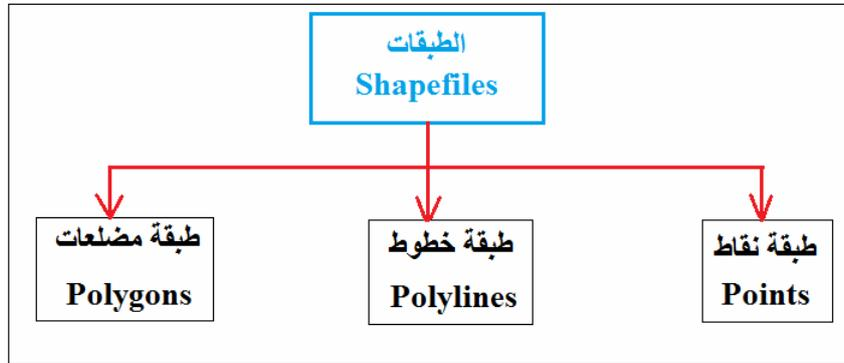 الطبقات
Shapefiles
طبقة نقاط
Points
طبقة خطوط
Polylines
طبقة مضلعات
Polygons